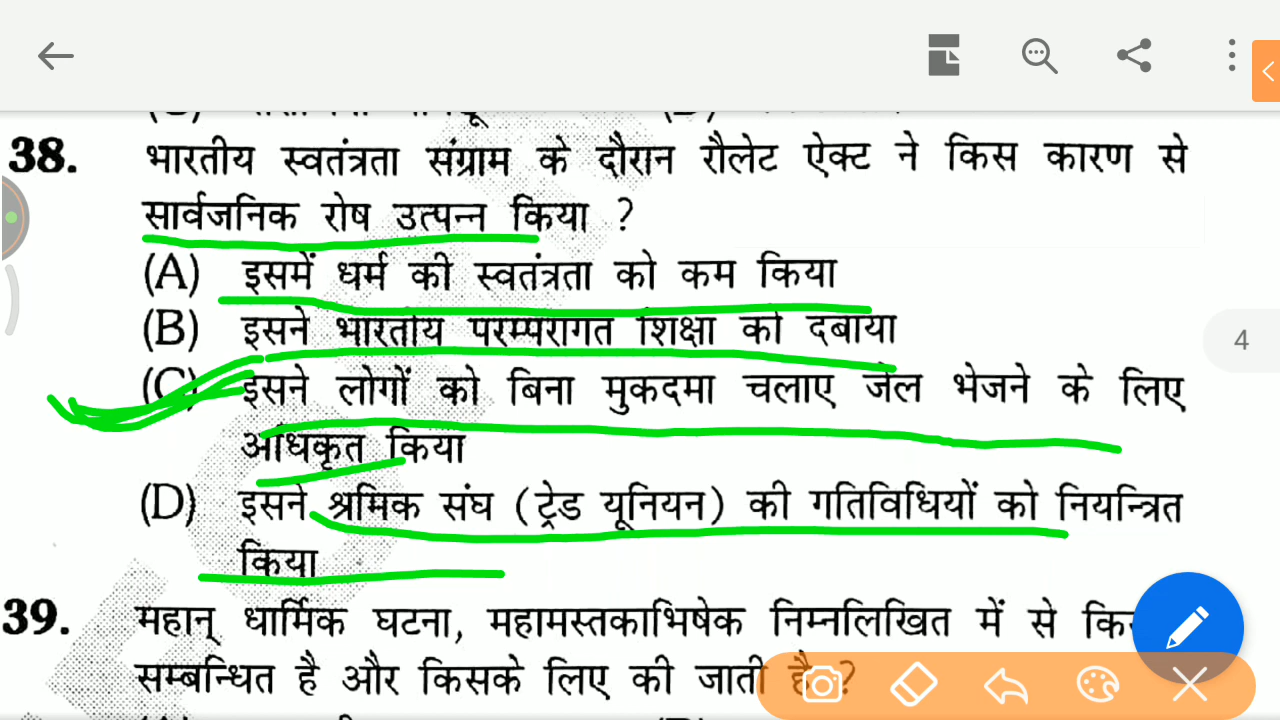 38. भारतीय स्वतंत्रता संग्राम के दौरान रौलेट ऐक्ट ने किस कारण से
सार्वजनिक रोष उत्पन्न किया ?
(A) इसमें धर्म की स्वतंत्रता को कम किया
(B) इसने भारतीय परम्परागत शिक्षा को दबाया
(C) इसने लोगों को बिना मुकदमा चलाए जेल भेजने के लिए
अधिकृत किया
(D) इसने श्रमिक संघ (ट्रेड यूनियन) की गतिविधियों को नियन्त्रित
किया
4
39. महान् धार्मिक घटना, महामस्तकाभिषेक निम्नलिखित में से
सम्बन्धित है और किसके लिए की जाती है ?